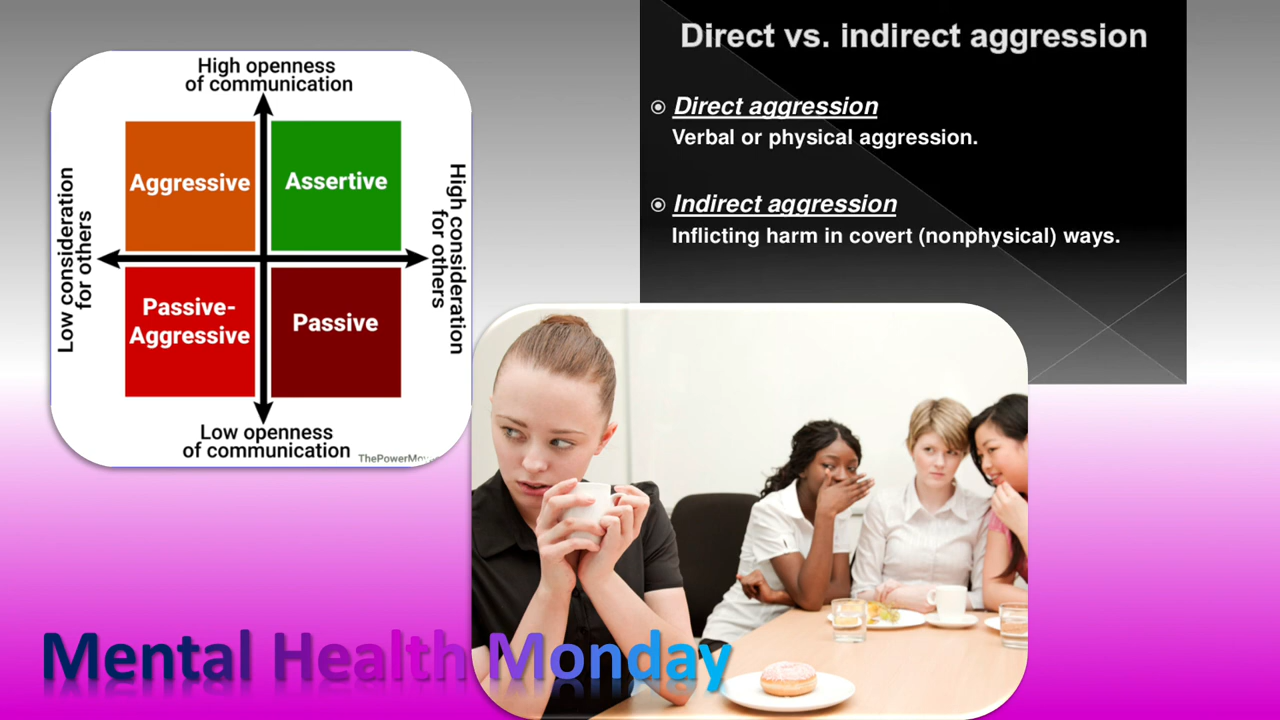 High openness
of communication
Aggressive
Assertive
Low consideration
for others
High consideration
for others
Passive-
Aggressive
Passive
Low openness
of communication
Direct vs. indirect aggression
Direct aggression
Verbal or physical aggression.
Indirect aggression
Inflicting harm in covert (nonphysical) ways.
Mental Health Monday